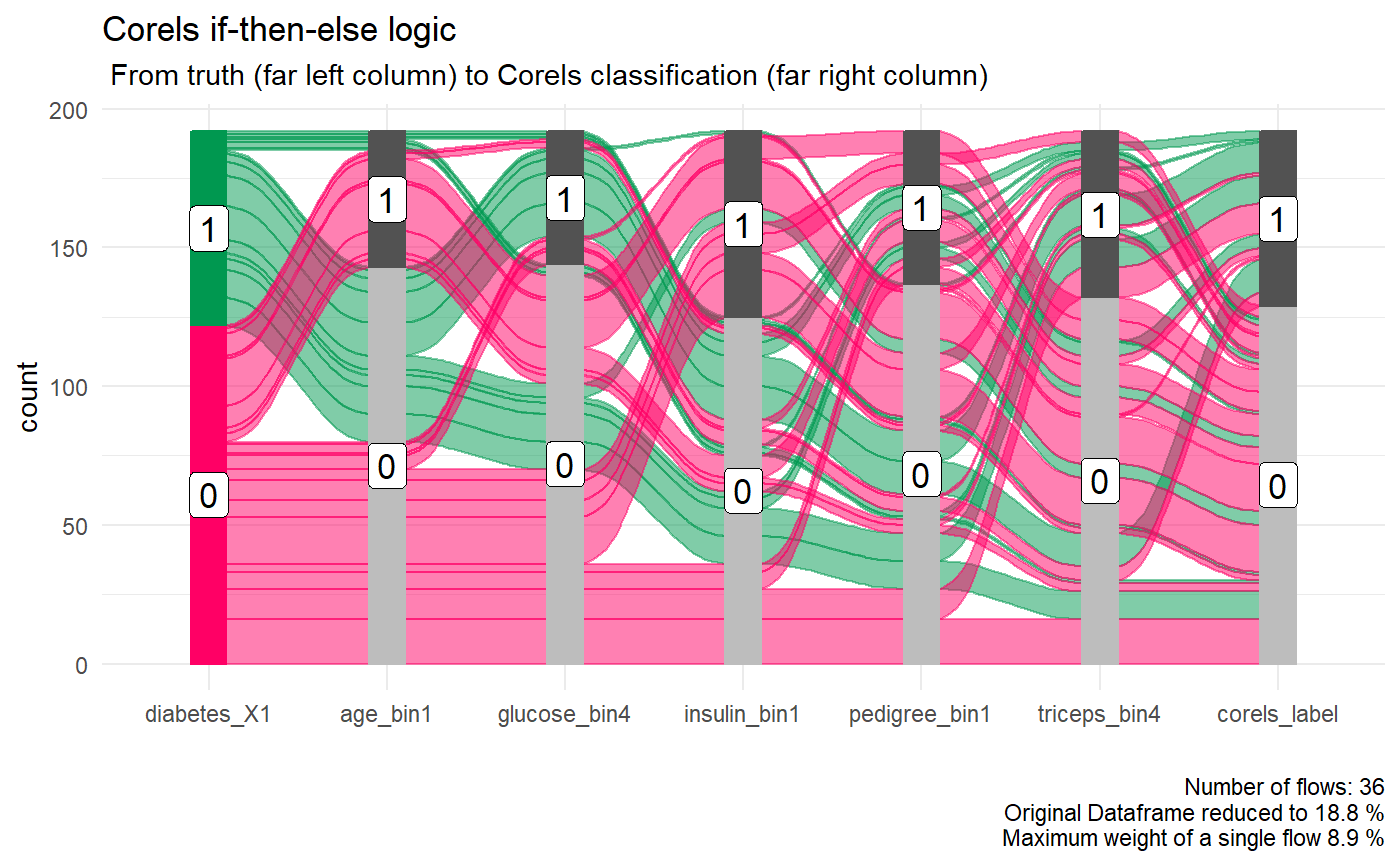 Corels if-then-else logic
From truth (far left column) to Corels classification (far right column)
200
150
100
50
0
count
1
0
1
0
1
0
1
0
1
0
1
0
1
0
diabetes_X1
age_bin1
glucose_bin4
insulin_bin1
pedigree_bin1
triceps_bin4
corels_label
Number of flows: 36
Original Dataframe reduced to 18.8 %
Maximum weight of a single flow 8.9 %